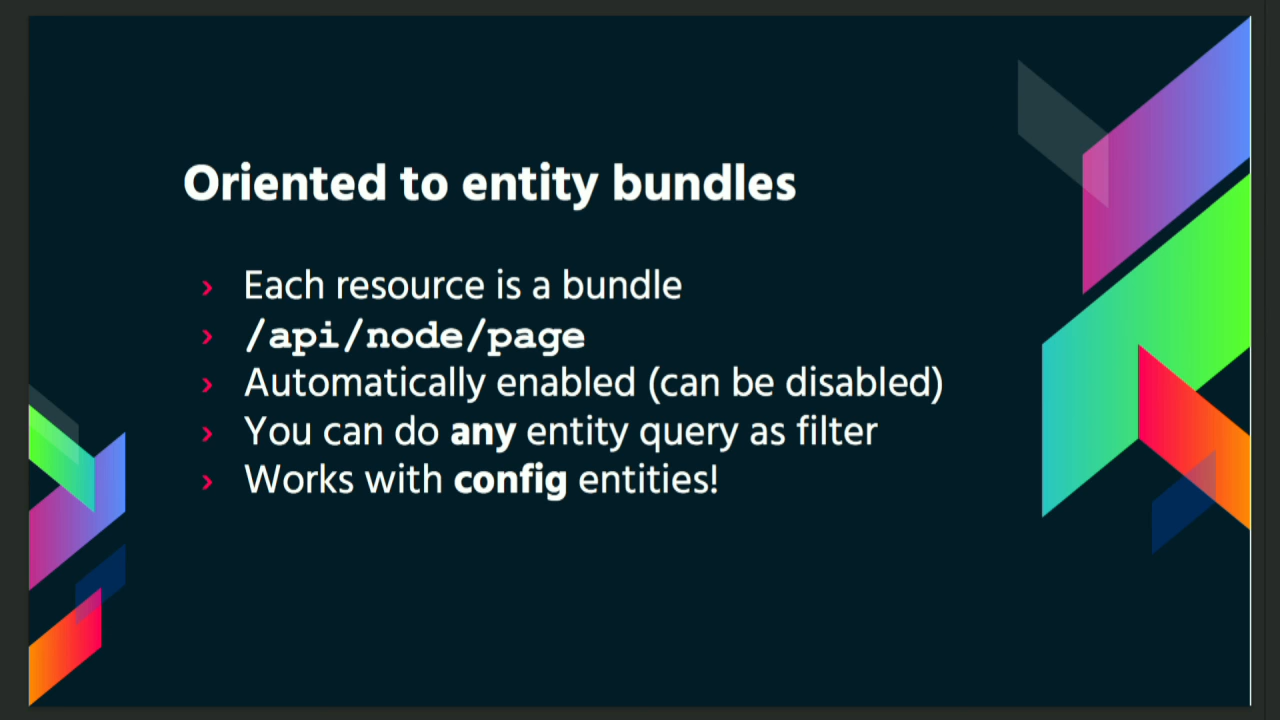 Oriented to entity bundles
› Each resource is a bundle
› /api/node/page
› Automatically enabled (can be disabled)
› You can do any entity query as filter
› Works with config entities!